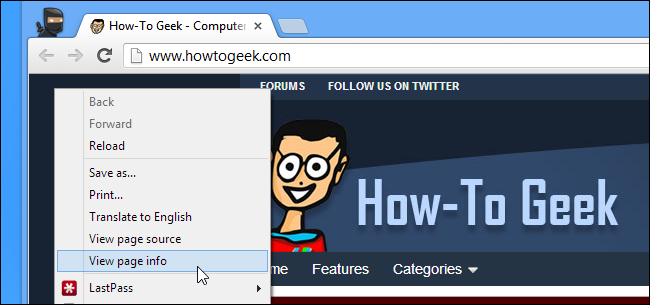 How-To Geek - Computer
www.howtogeek.com
FORUMS FOLLOW US ON TWITTER
Back
Forward
Reload
Save as...
Print...
Translate to English
View page source
View page info
LastPass
How-To Geek
me Features Categories